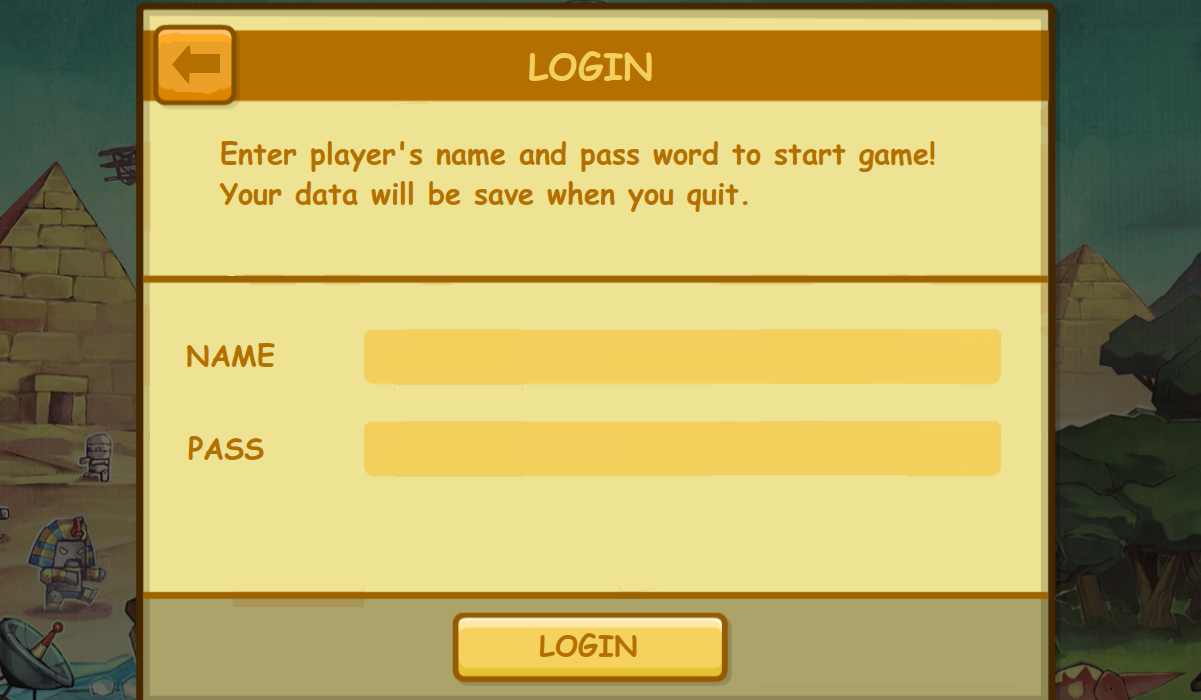 LOGIN
Enter player's name and pass word to start game!
Your data will be save when you quit.
NAME
PASS
LOGIN